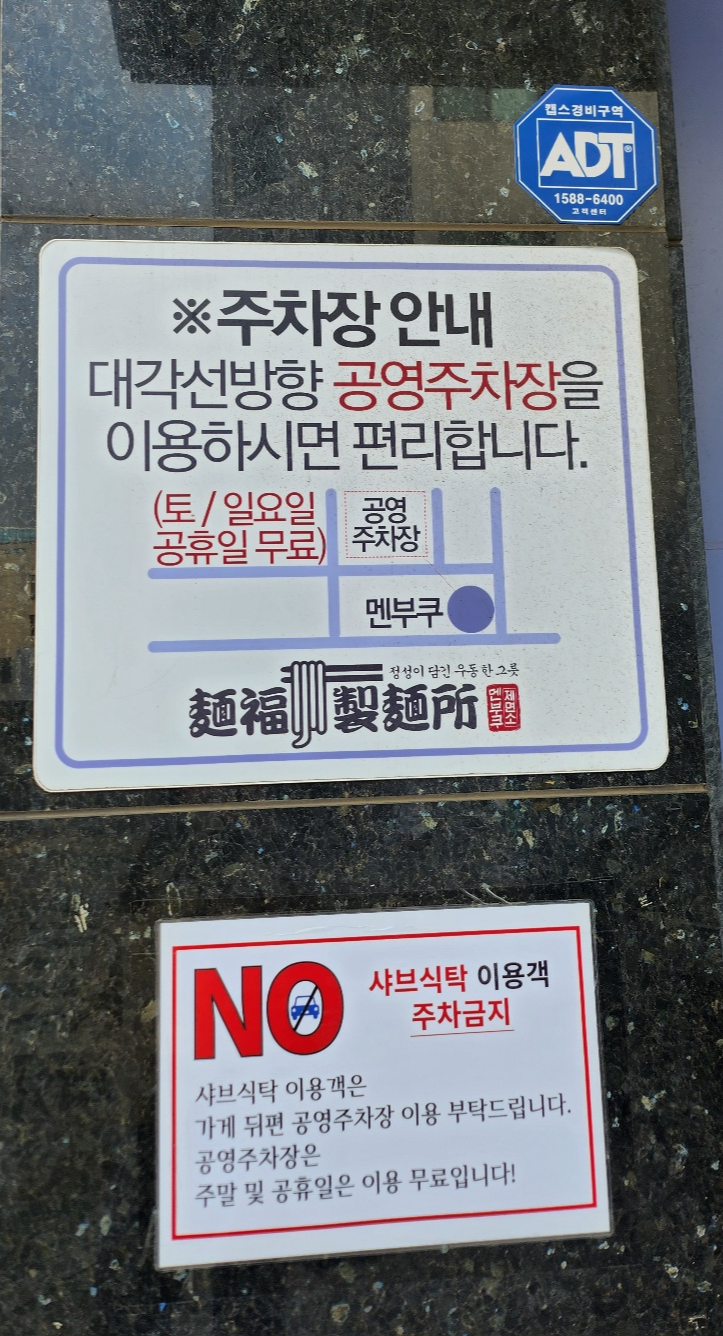 캡스경비구역
ADT®
1588-6400
고객센터
※주차장 안내
대각선방향 공영주차장을
이용하시면 편리합니다.
(토 / 일요일
공휴일 무료)
공영
주차장
멘부쿠
정성이 담긴 우동 한 그릇
麵福製麵所
멘부쿠
제면소
NO
샤브식탁 이용객
주차금지
샤브식탁 이용객은
가게 뒤편 공영주차장 이용 부탁드립니다.
공영주차장은
주말 및 공휴일은 이용 무료입니다!